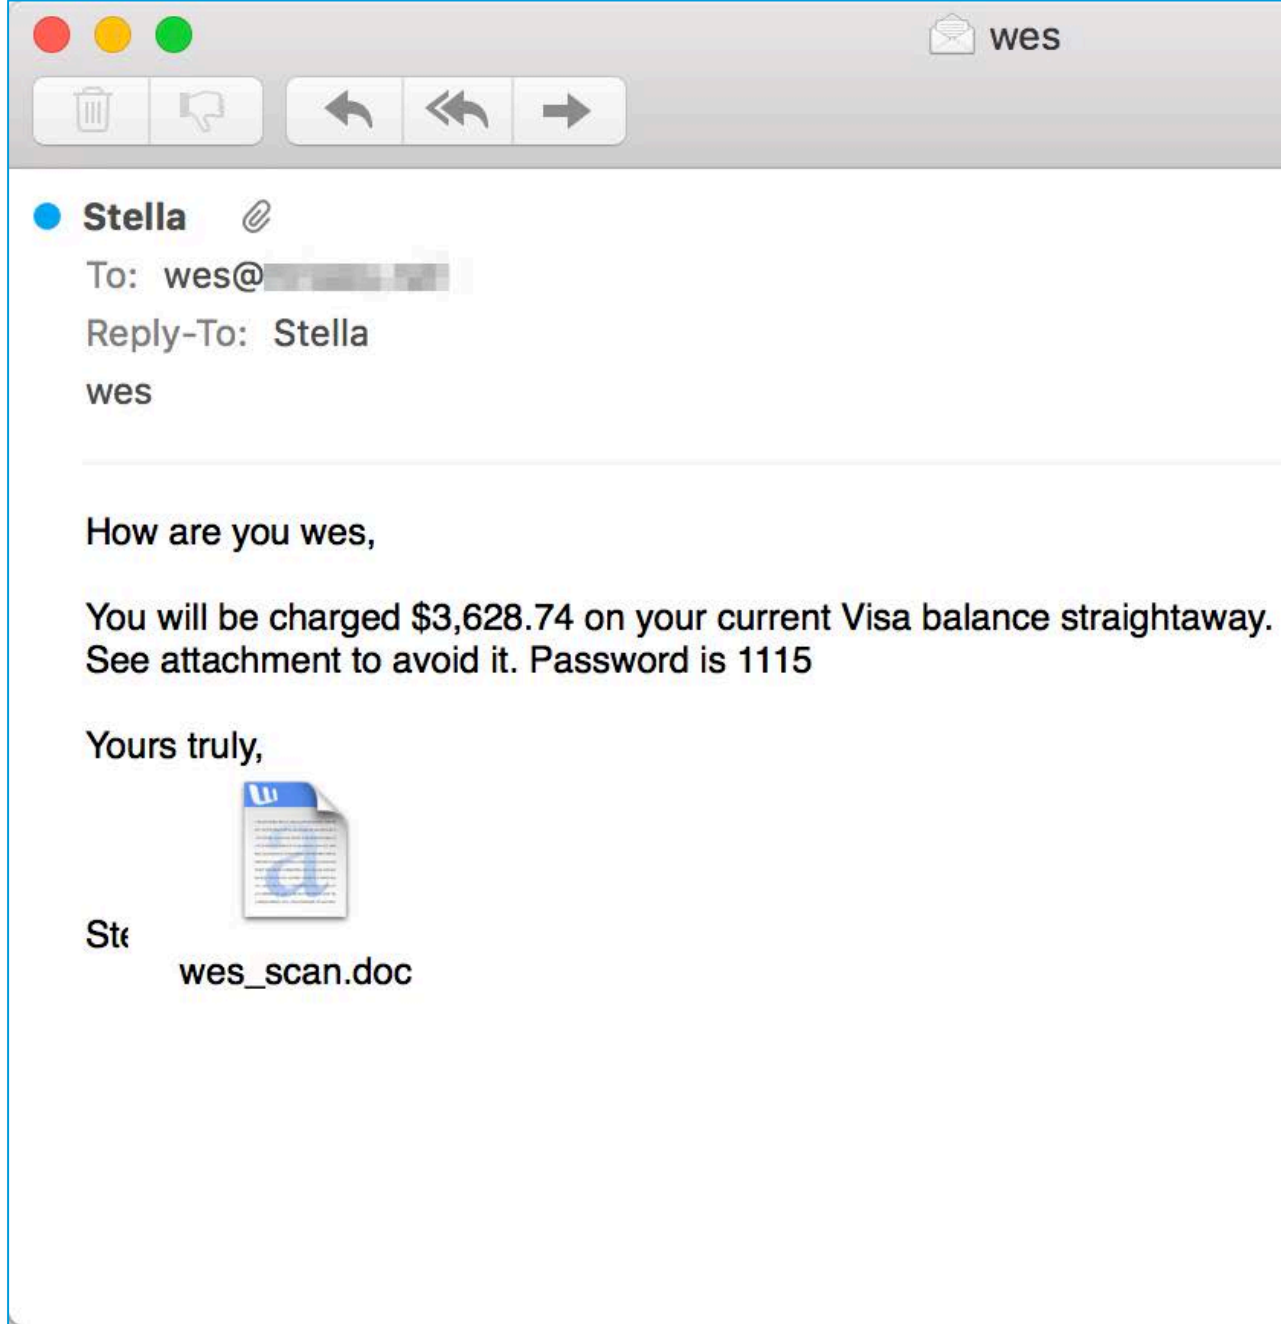 wes
Stella
To: wes@
Reply-To: Stella
wes
How are you wes,
You will be charged $3,628.74 on your current Visa balance straightaway.
See attachment to avoid it. Password is 1115
Yours truly,
wes_scan.doc